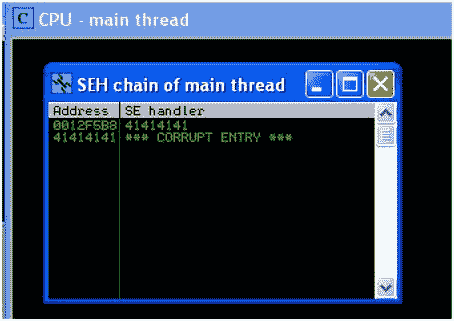 C CPU - main thread
SEH chain of main thread
Address SE handler
0012F5B8 41414141
41414141 *** CORRUPT ENTRY ***